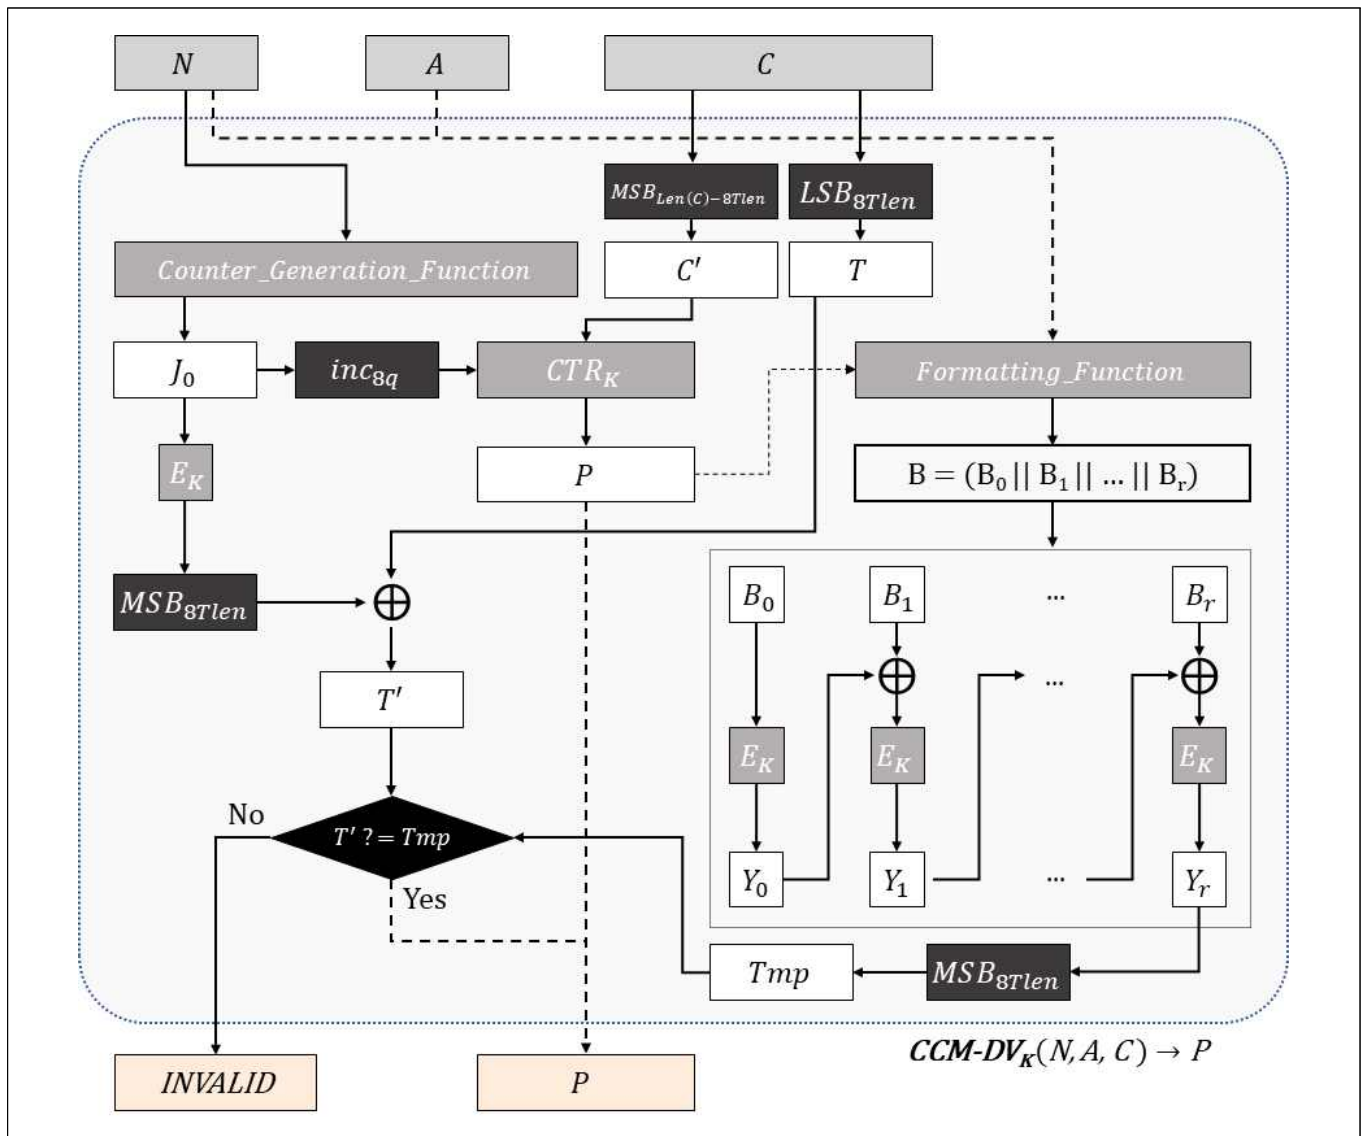 N A C
MSB_{Len(C)-8Tlen} LSB_{8Tlen}
Counter_Generation_Function C′ T
J_0 inc_{8q} CTR_K Formatting_Function
E_K P B = (B_0 || B_1 || ... || B_r)
MSB_{8Tlen} ⊕ B_0 B_1 ... B_r
T′ ⊕ ... ⊕
E_K E_K E_K
No T′ ?= Tmp
Yes Y_0 Y_1 ... Y_r
Tmp MSB_{8Tlen}
CCM-DV_K(N, A, C) → P
INVALID P